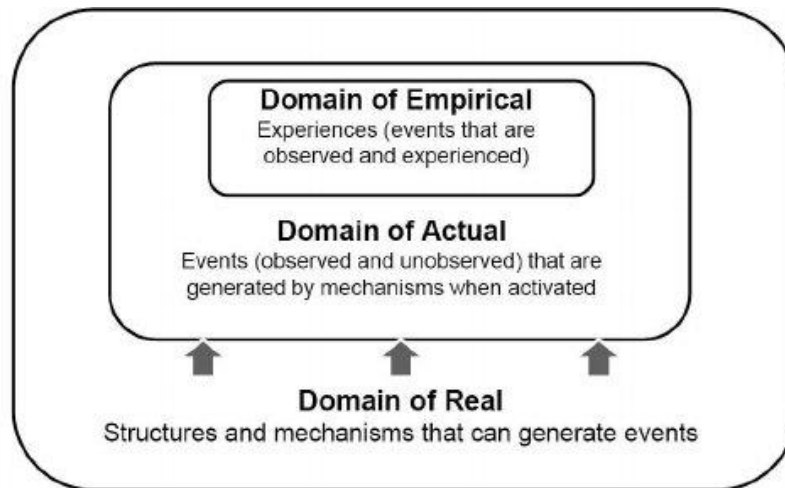 Domain of Empirical
Experiences (events that are
observed and experienced)
Domain of Actual
Events (observed and unobserved) that are
generated by mechanisms when activated
Domain of Real
Structures and mechanisms that can generate events